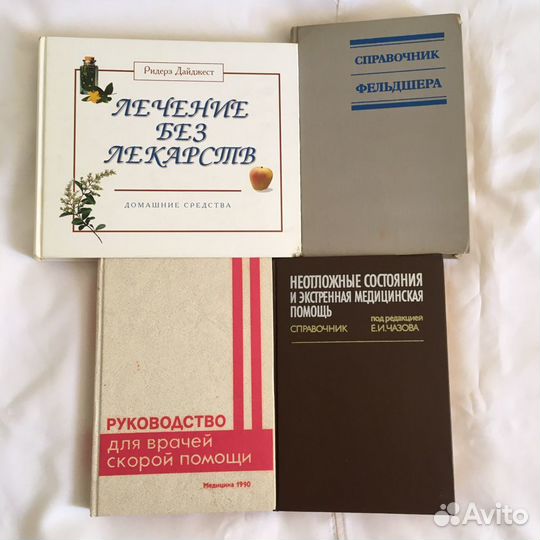 Ридерз Дайджест
ЛЕЧЕНИЕ
БЕЗ
ЛЕКАРСТВ
ДОМАШНИЕ СРЕДСТВА
СПРАВОЧНИК
ФЕЛЬДШЕРА
РУКОВОДСТВО
для врачей
скорой помощи
Медицина 1990
НЕОТЛОЖНЫЕ СОСТОЯНИЯ
И ЭКСТРЕННАЯ МЕДИЦИНСКАЯ
ПОМОЩЬ
СПРАВОЧНИК
под редакцией
Е.И.ЧАЗОВА
Avito